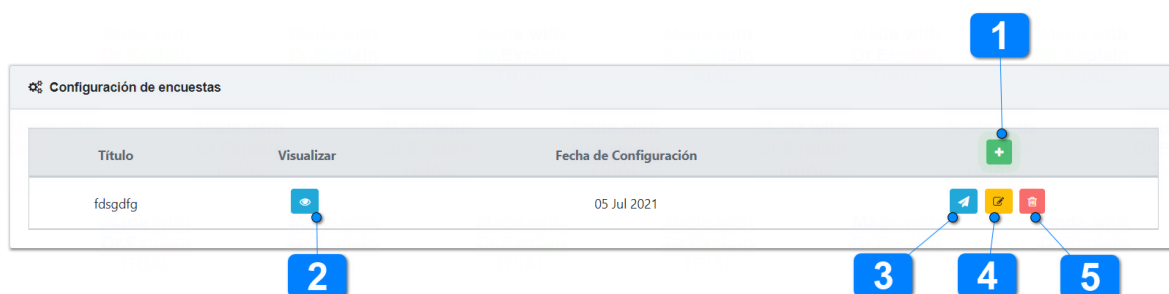 1
Configuración de encuestas
Título Visualizar Fecha de Configuración
fdsgdfg 05 Jul 2021
2 3 4 5